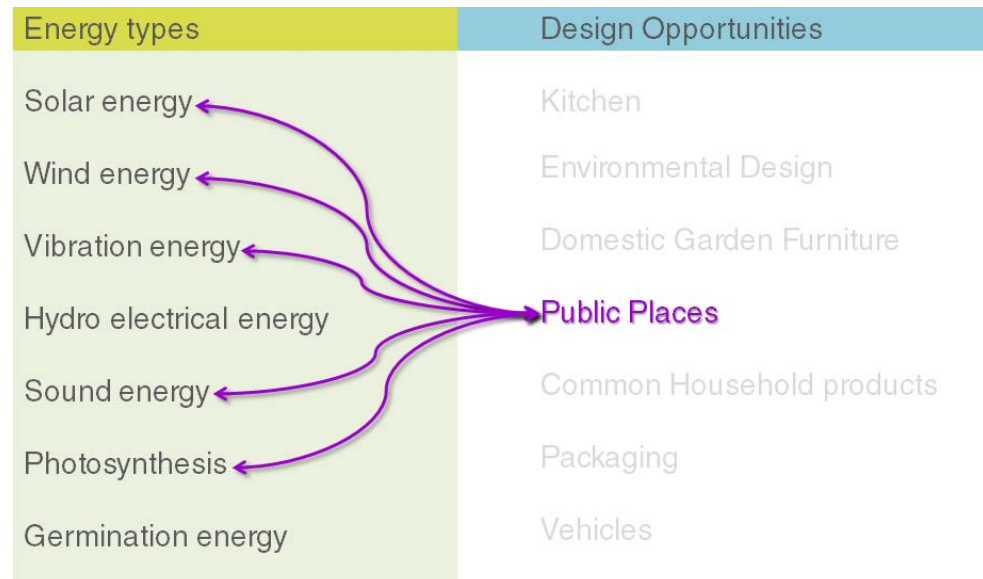 Energy types
Design Opportunities
Solar energy
Kitchen
Wind energy
Environmental Design
Vibration energy
Domestic Garden Furniture
Hydro electrical energy
Public Places
Sound energy
Common Household products
Photosynthesis
Packaging
Germination energy
Vehicles